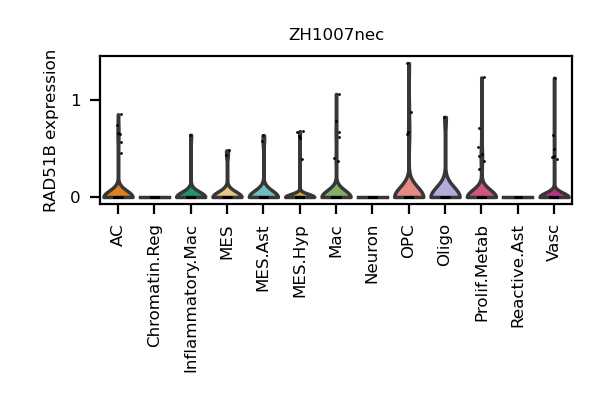 ZH1007nec
RAD51B expression
1
0
AC
Chromatin.Reg
Inflammatory.Mac
MES
MES.Ast
MES.Hyp
Mac
Neuron
OPC
Oligo
Prolif.Metab
Reactive.Ast
Vasc